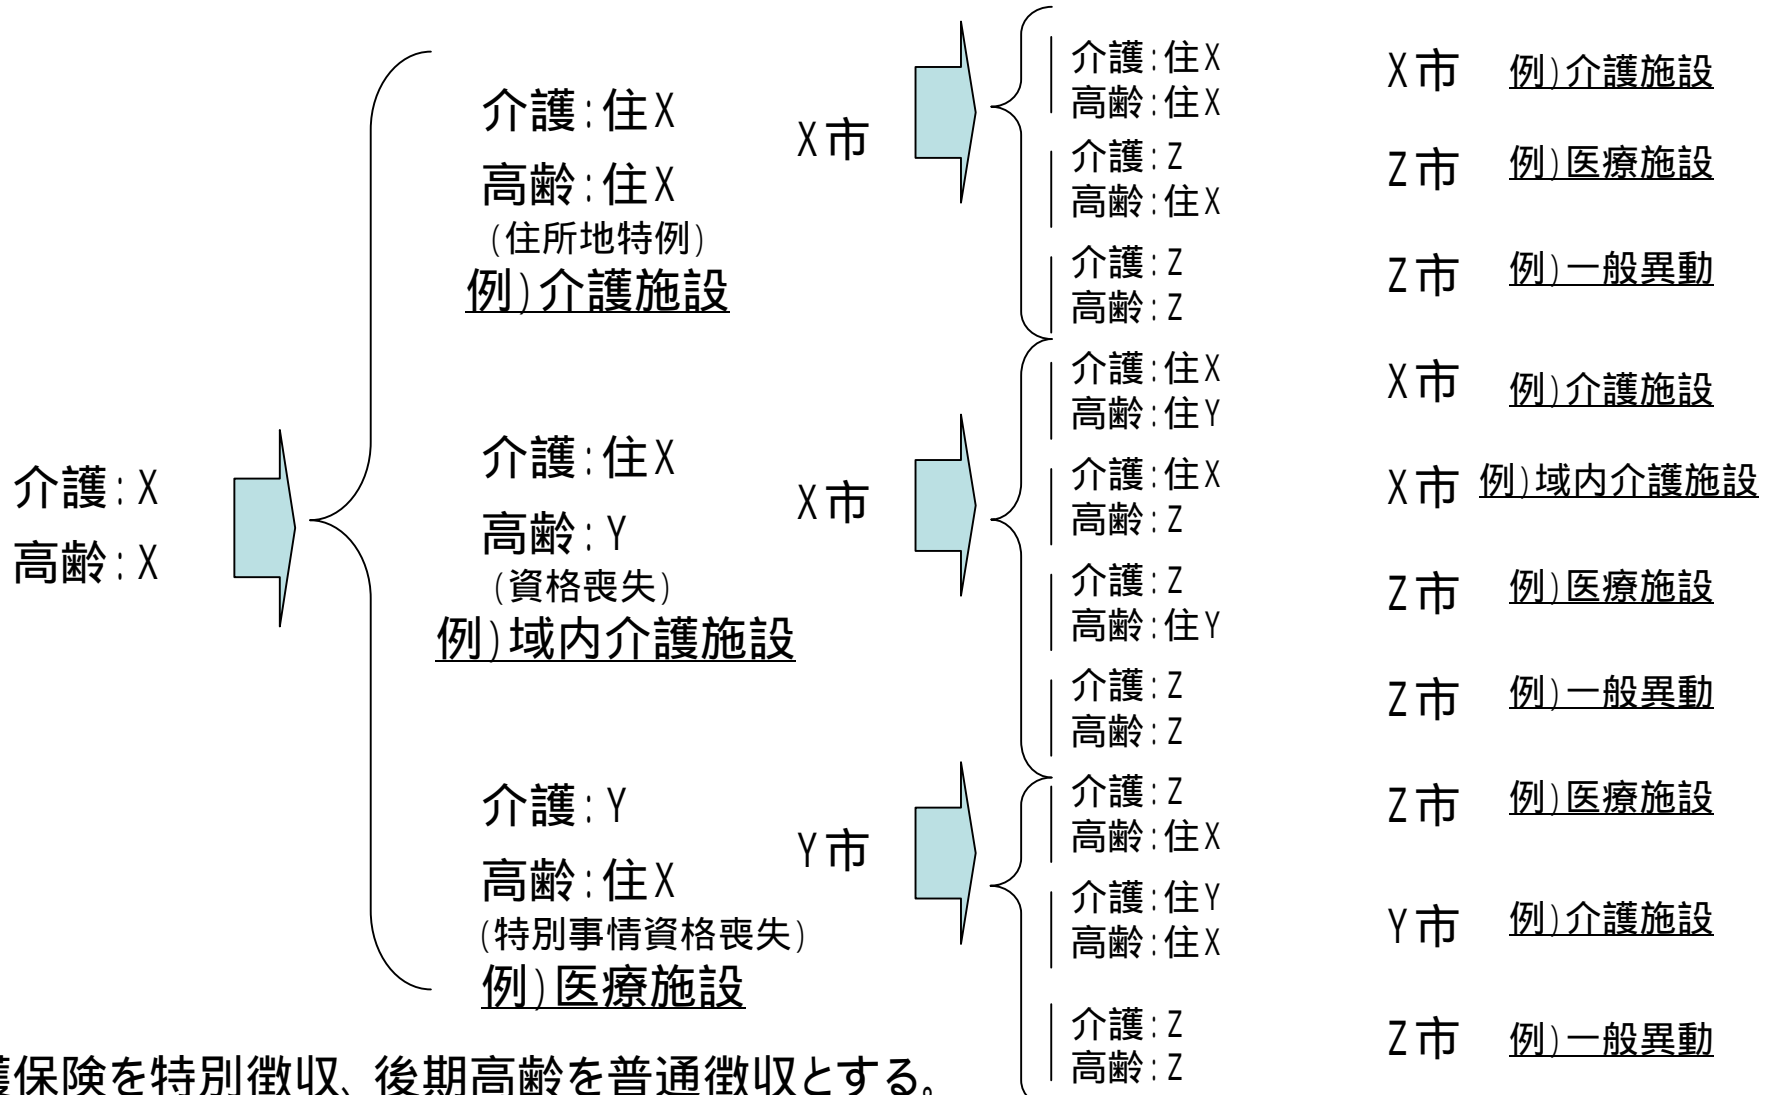 介護:X
高齢:X
介護:住X
高齢:住X
(住所地特例)
例)介護施設
X市
介護:住X
高齢:Y
(資格喪失)
例)域内介護施設
X市
介護:Y
高齢:住X
(特別事情資格喪失)
例)医療施設
Y市
介護:住X
高齢:住X
X市 例)介護施設
介護:Z
高齢:住X
Z市 例)医療施設
介護:Z
高齢:Z
Z市 例)一般異動
介護:住X
高齢:住Y
X市 例)介護施設
介護:住X
高齢:Z
X市 例)域内介護施設
介護:Z
高齢:住Y
Z市 例)医療施設
介護:Z
高齢:Z
Z市 例)一般異動
介護:Z
高齢:住X
Z市 例)医療施設
介護:住Y
高齢:住X
Y市 例)介護施設
介護:Z
高齢:Z
Z市 例)一般異動
護保険を特別徴収、後期高齢を普通徴収とする。